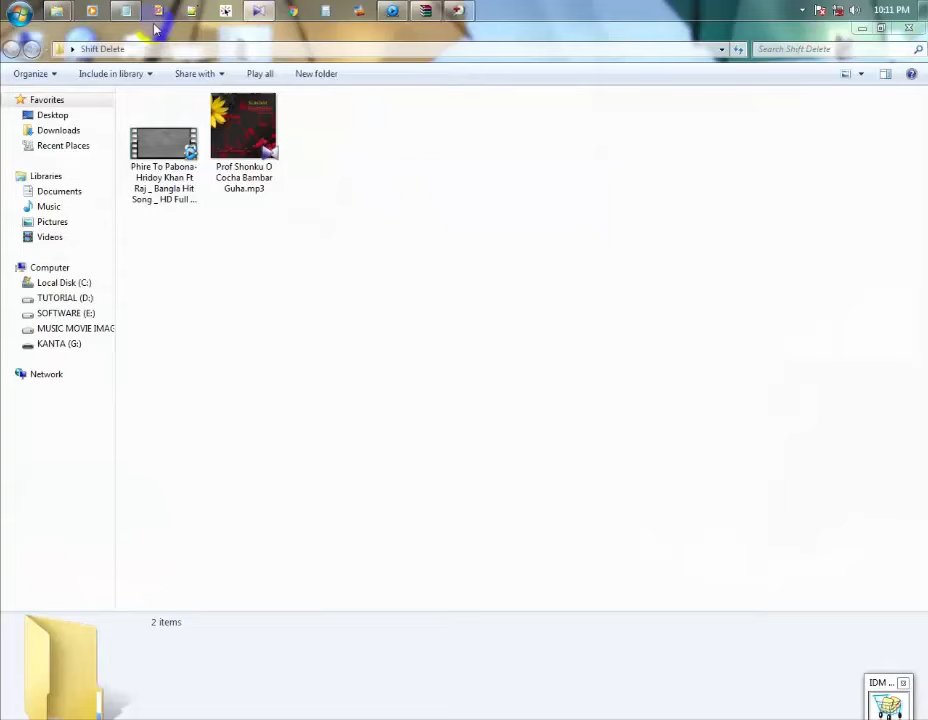 10:11 PM
Shift Delete
Search Shift Delete
Organize
Include in library
Share with
Play all
New folder
Favorites
Desktop
Downloads
Recent Places
Libraries
Documents
Music
Pictures
Videos
Computer
Local Disk (C:)
TUTORIAL (D:)
SOFTWARE (E:)
MUSIC MOVIE IMAG
KANTA (G:)
Network
Phire To Pabona-
Hridoy Khan Ft
Raj _ Bangla Hit
Song _ HD Full ...
Prof Shonku O
Cocha Bambar
Guha.mp3
2 items
IDM ...